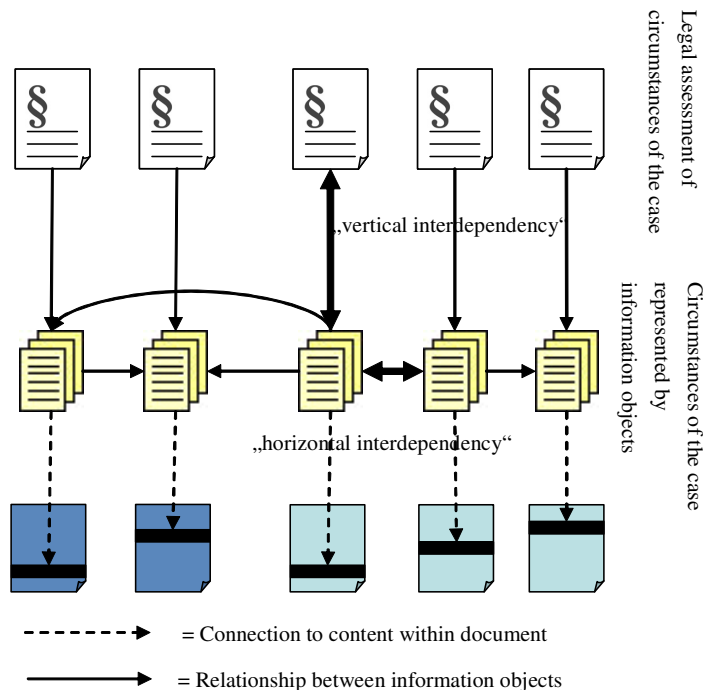 Legal assessment of
circumstances of the case
§ § § § §
„vertical interdependency“
Circumstances of the case
represented by
information objects
„horizontal interdependency“
= Connection to content within document
= Relationship between information objects